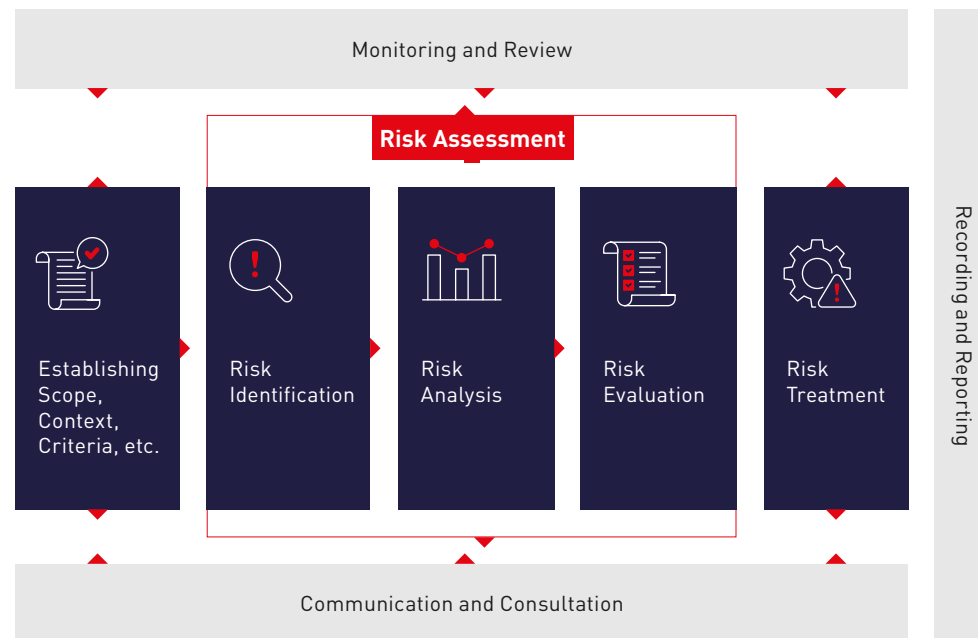 Monitoring and Review
Risk Assessment
Establishing
Scope,
Context,
Criteria, etc.
Risk
Identification
Risk
Analysis
Risk
Evaluation
Risk
Treatment
Communication and Consultation
Recording and Reporting